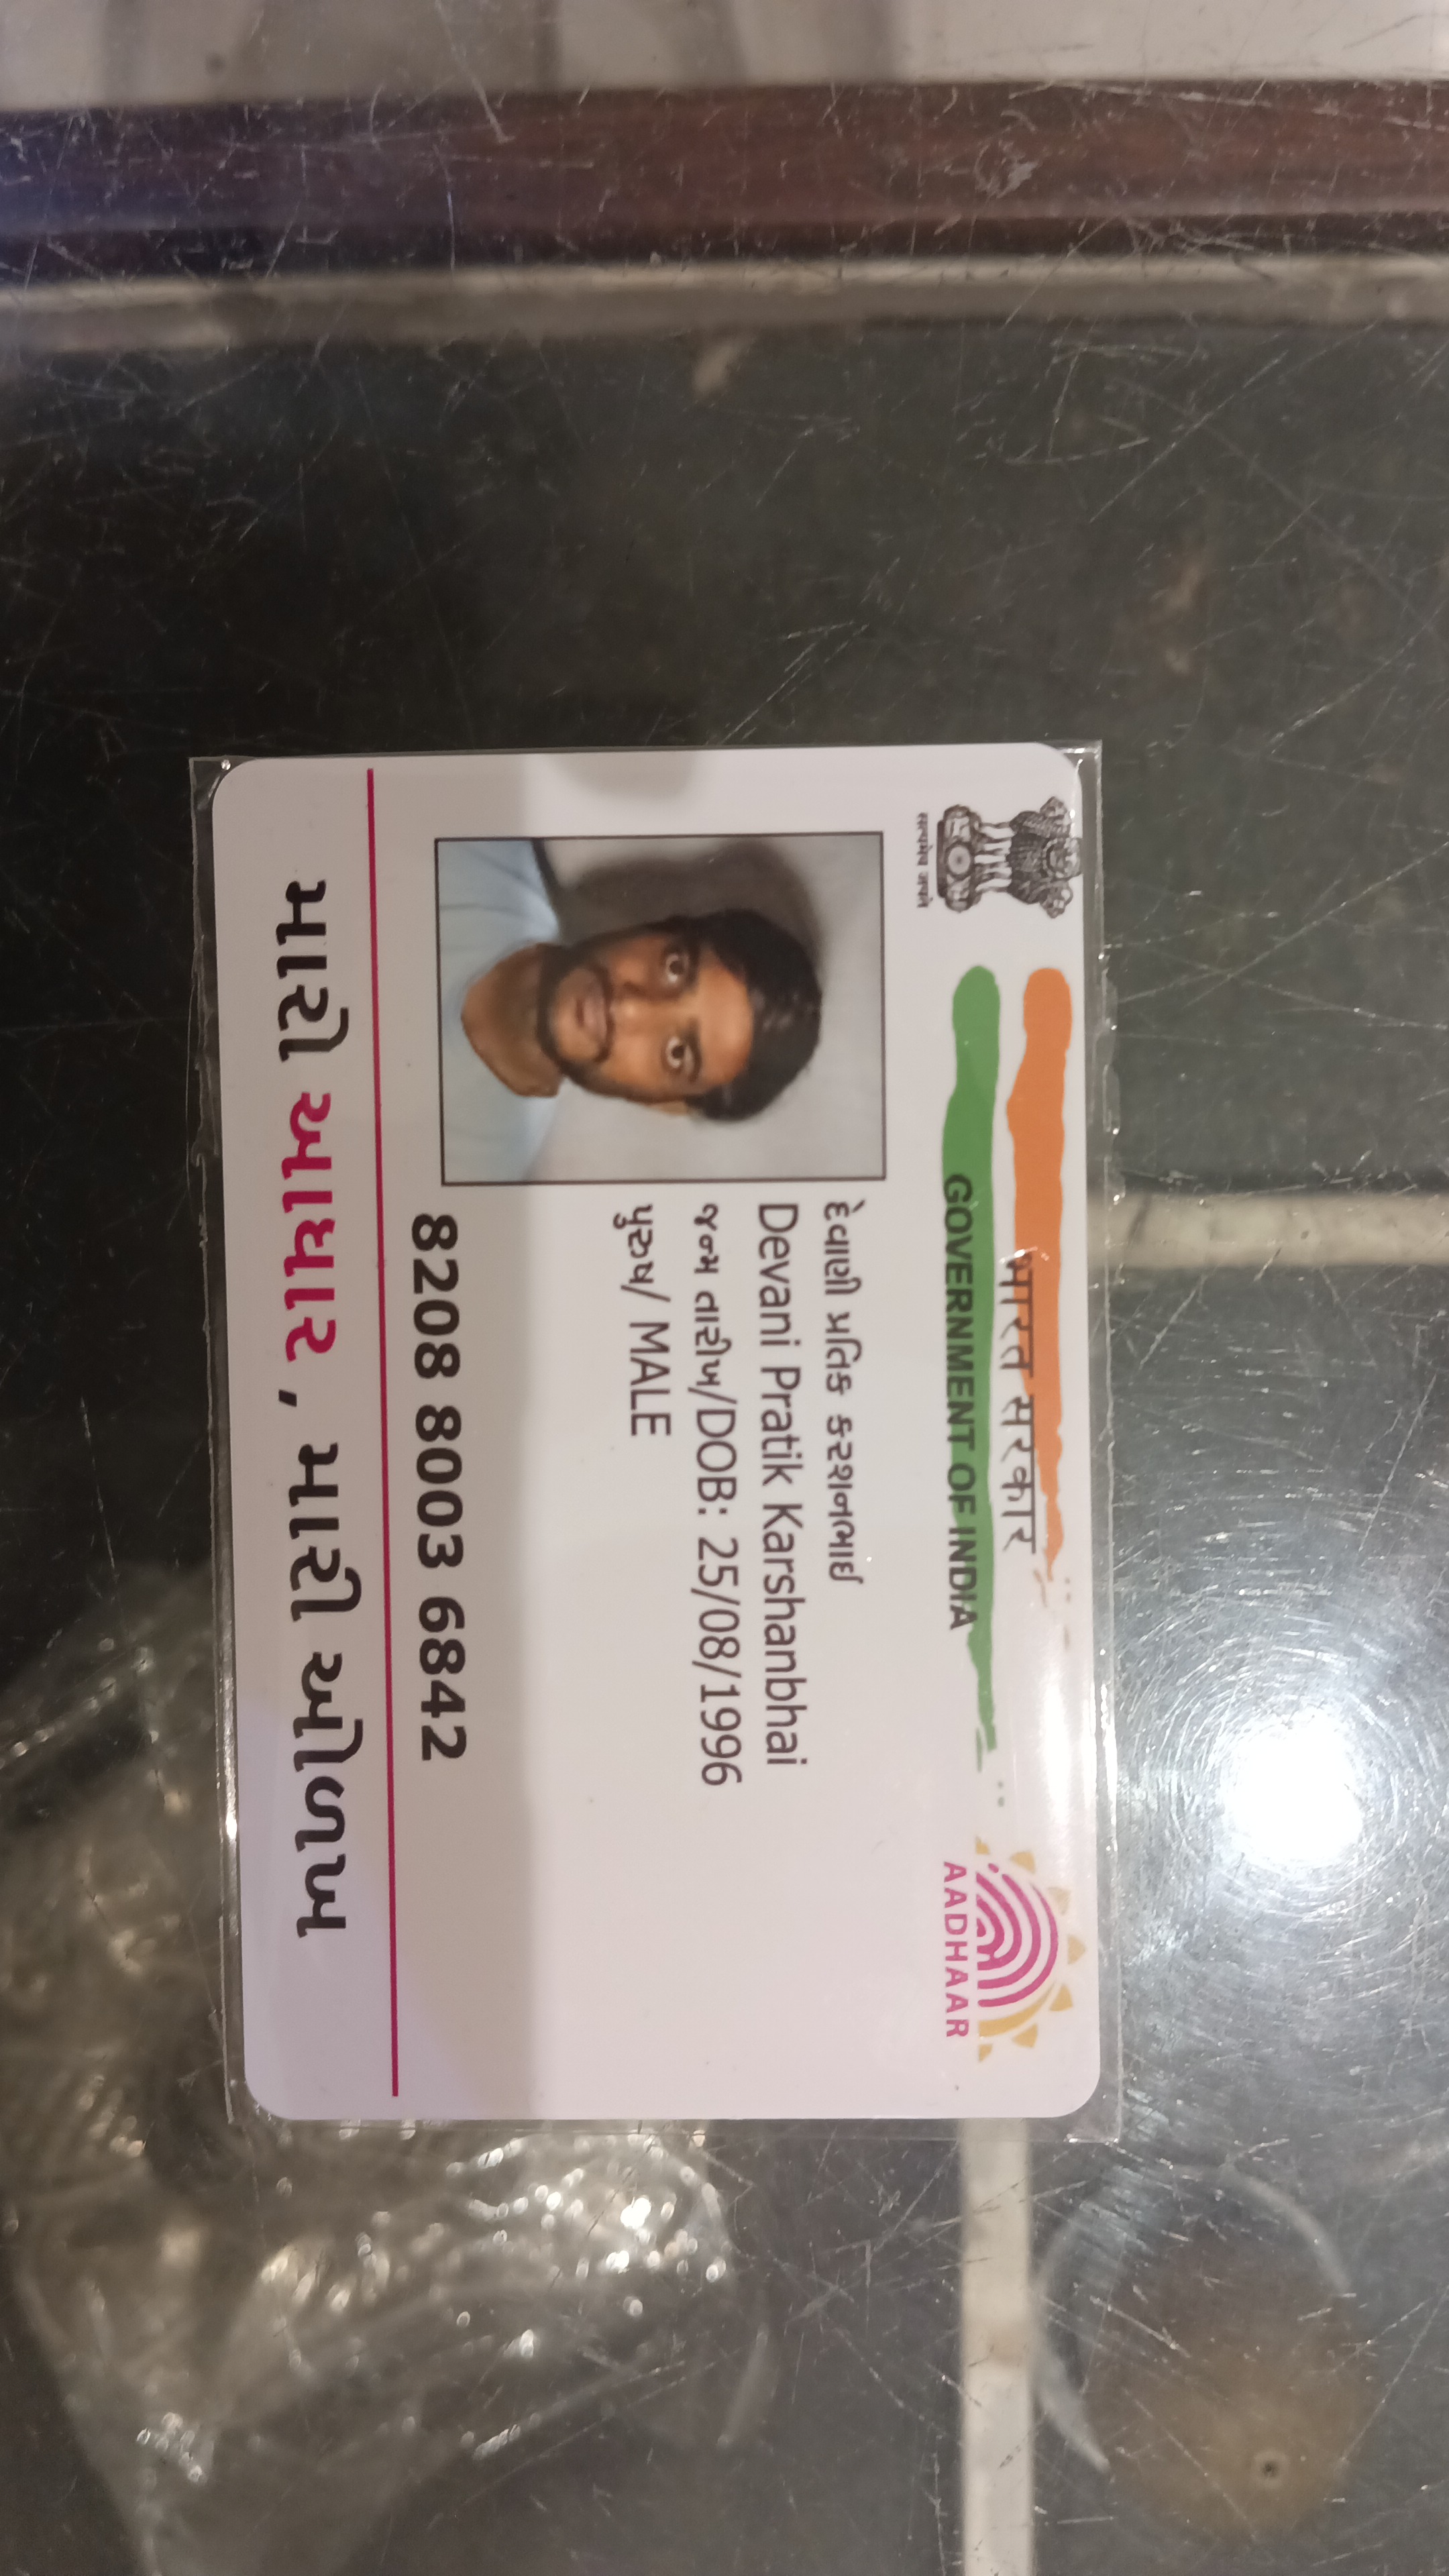 सत्यमेव जयते
भारत सरकार
GOVERNMENT OF INDIA
AADHAAR
દેવાણી પ્રતિક કરશનભાઇ
Devani Pratik Karshanbhai
જન્મ તારીખ/DOB: 25/08/1996
પુરુષ/ MALE
8208 8003 6842
મારો આધાર, મારી ઓળખ